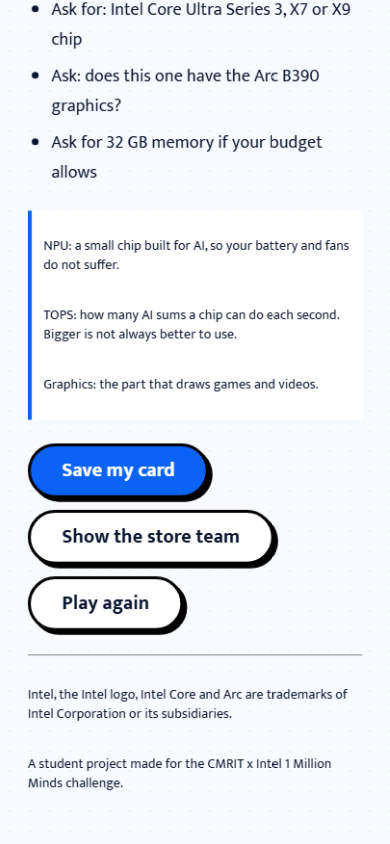 Ask for: Intel Core Ultra Series 3, X7 or X9
chip
Ask: does this one have the Arc B390
graphics?
Ask for 32 GB memory if your budget
allows
NPU: a small chip built for AI, so your battery and fans
do not suffer.
TOPS: how many AI sums a chip can do each second.
Bigger is not always better to use.
Graphics: the part that draws games and videos.
Save my card
Show the store team
Play again
Intel, the Intel logo, Intel Core and Arc are trademarks of
Intel Corporation or its subsidiaries.
A student project made for the CMRIT x Intel 1 Million
Minds challenge.